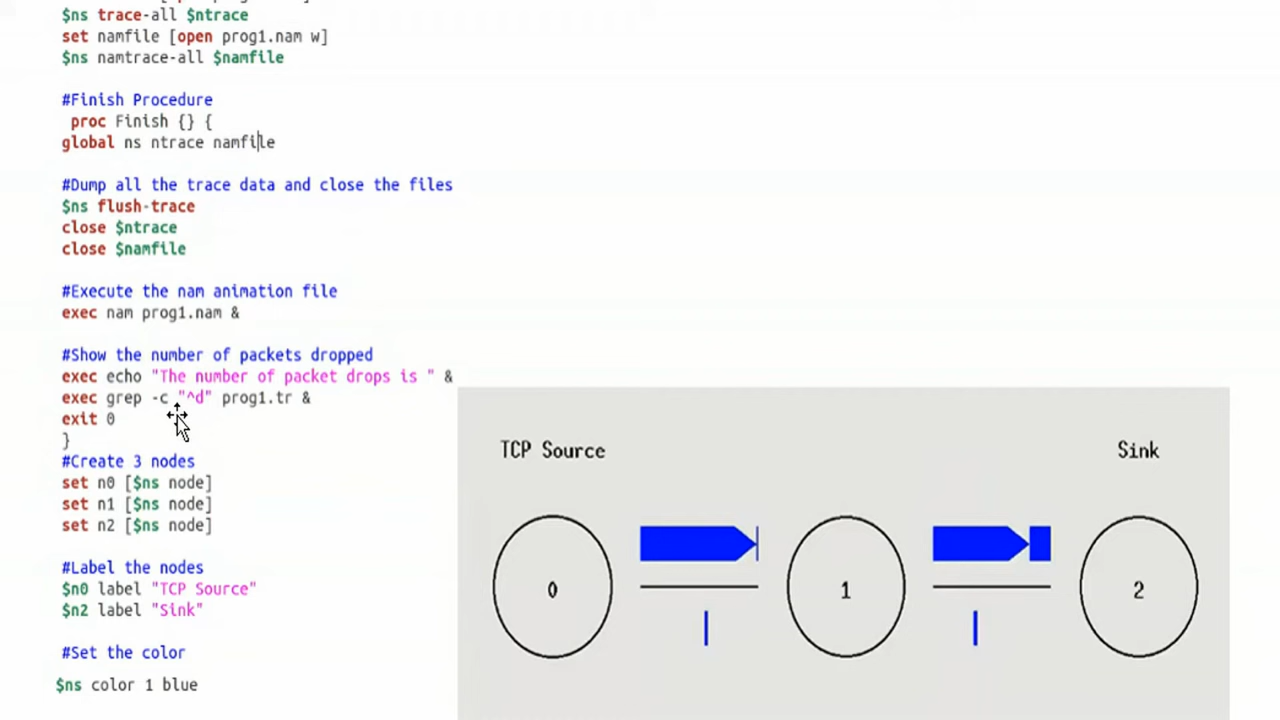 $ns trace-all $ntrace
set namfile [open prog1.nam w]
$ns namtrace-all $namfile
#Finish Procedure
proc Finish {} {
global ns ntrace namfile
#Dump all the trace data and close the files
$ns flush-trace
close $ntrace
close $namfile
#Execute the nam animation file
exec nam prog1.nam &
#Show the number of packets dropped
exec echo "The number of packet drops is " &
exec grep -c "^d" prog1.tr &
exit 0
}
#Create 3 nodes
set n0 [$ns node]
set n1 [$ns node]
set n2 [$ns node]
#Label the nodes
$n0 label "TCP Source"
$n2 label "Sink"
#Set the color
$ns color 1 blue
TCP Source
Sink
0
1
2